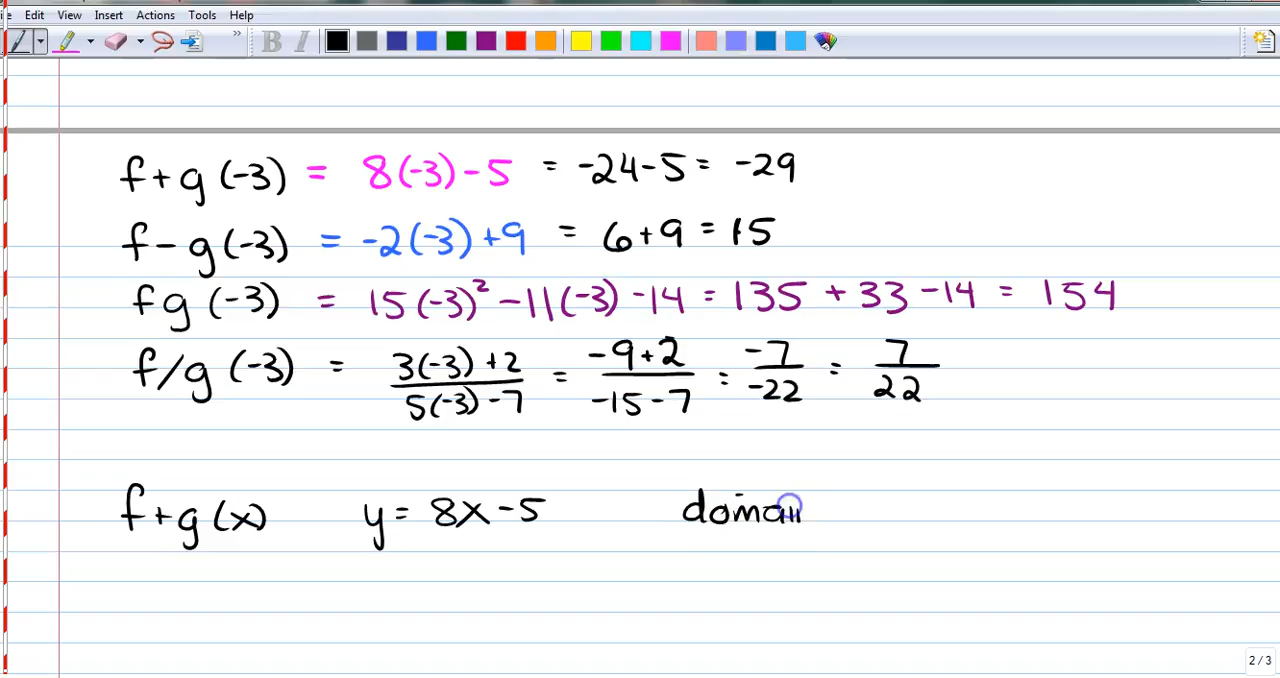 Edit View Insert Actions Tools Help
B I
f+g(-3) = 8(-3)-5 = -24-5= -29
f-g(-3) = -2(-3)+9 = 6+9 = 15
fg(-3) = 15(-3)² -11(-3) -14 = 135 + 33 -14 = 154
f/g(-3) = 3(-3)+2 / 5(-3)-7 = -9+2 / -15-7 = -7 / -22 = 7 / 22
f+g(x) y= 8x-5 domai
2/3